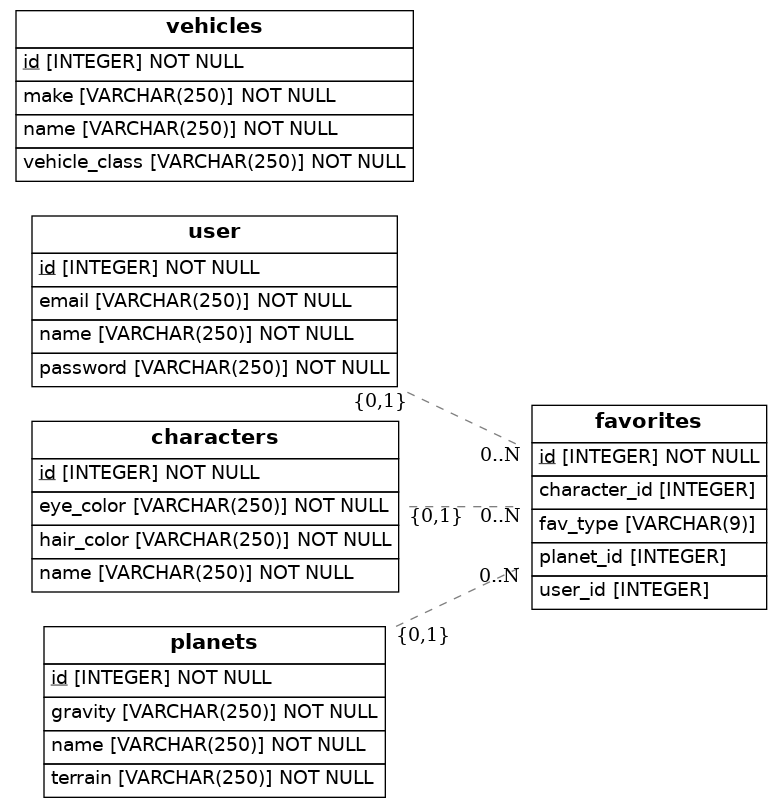 vehicles
id [INTEGER] NOT NULL
make [VARCHAR(250)] NOT NULL
name [VARCHAR(250)] NOT NULL
vehicle_class [VARCHAR(250)] NOT NULL
user
id [INTEGER] NOT NULL
email [VARCHAR(250)] NOT NULL
name [VARCHAR(250)] NOT NULL
password [VARCHAR(250)] NOT NULL
{0,1}
0..N
characters
id [INTEGER] NOT NULL
eye_color [VARCHAR(250)] NOT NULL
hair_color [VARCHAR(250)] NOT NULL
name [VARCHAR(250)] NOT NULL
{0,1}
0..N
planets
id [INTEGER] NOT NULL
gravity [VARCHAR(250)] NOT NULL
name [VARCHAR(250)] NOT NULL
terrain [VARCHAR(250)] NOT NULL
{0,1}
0..N
favorites
id [INTEGER] NOT NULL
character_id [INTEGER]
fav_type [VARCHAR(9)]
planet_id [INTEGER]
user_id [INTEGER]